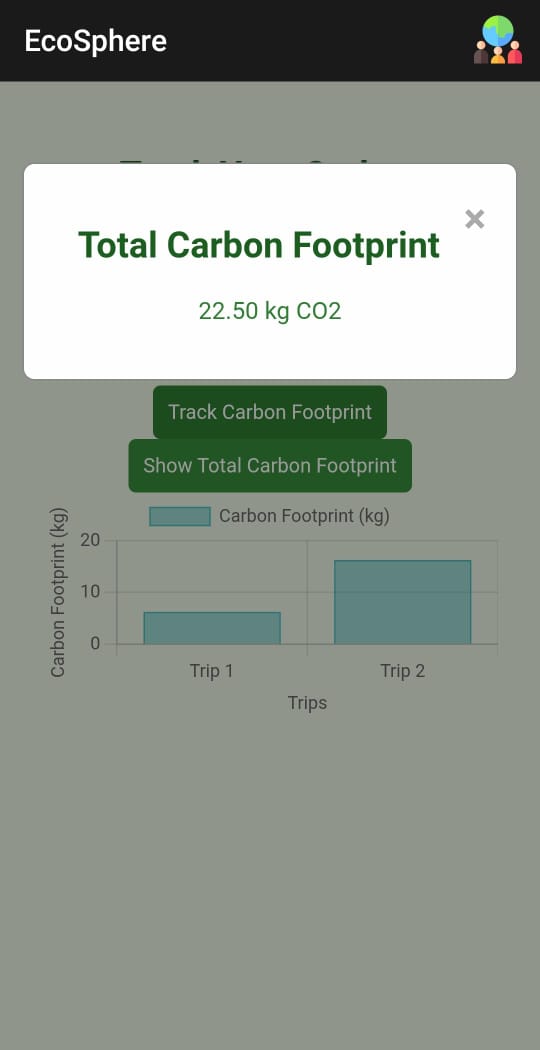 EcoSphere
×
Total Carbon Footprint
22.50 kg CO2
Track Carbon Footprint
Show Total Carbon Footprint
Carbon Footprint (kg)
Carbon Footprint (kg)
20
10
0
Trip 1
Trip 2
Trips